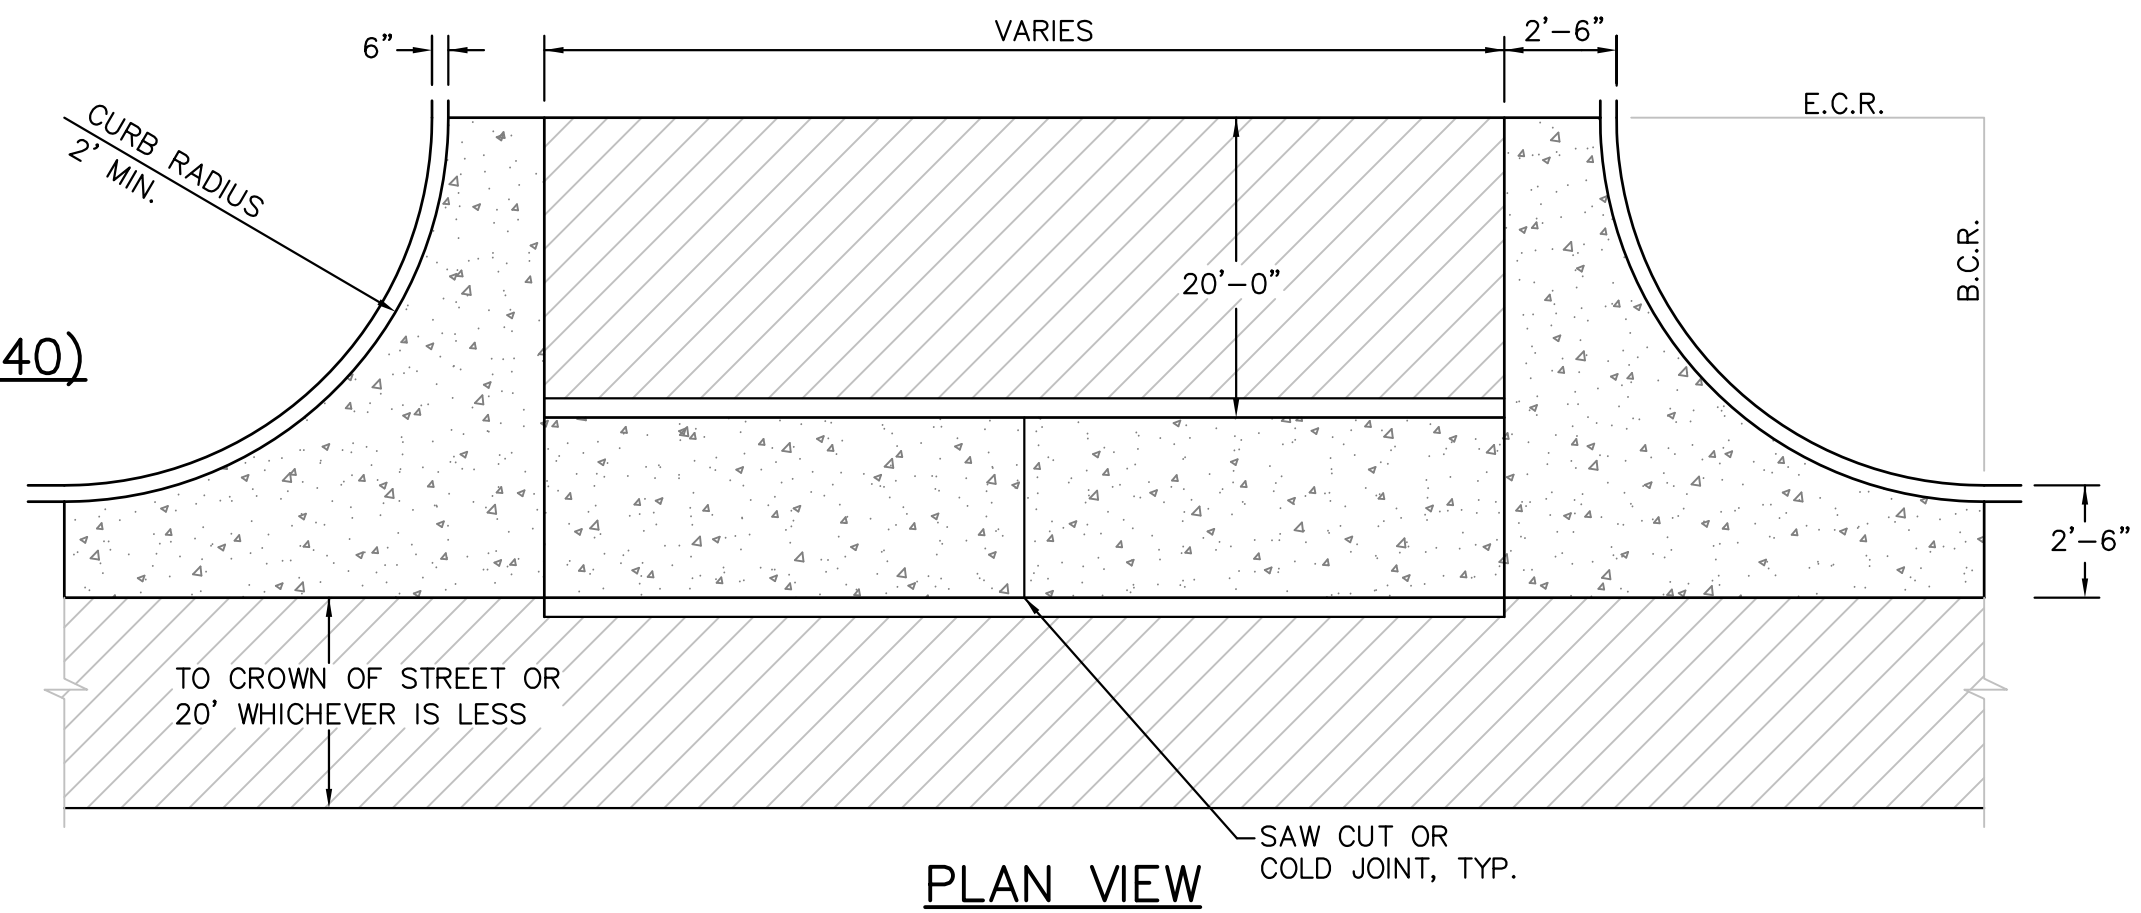 6”
VARIES
2’-6”
E.C.R.
CURB RADIUS
2’ MIN.
B.C.R.
20’-0”
40)
2’-6”
TO CROWN OF STREET OR
20’ WHICHEVER IS LESS
SAW CUT OR
COLD JOINT, TYP.
PLAN VIEW